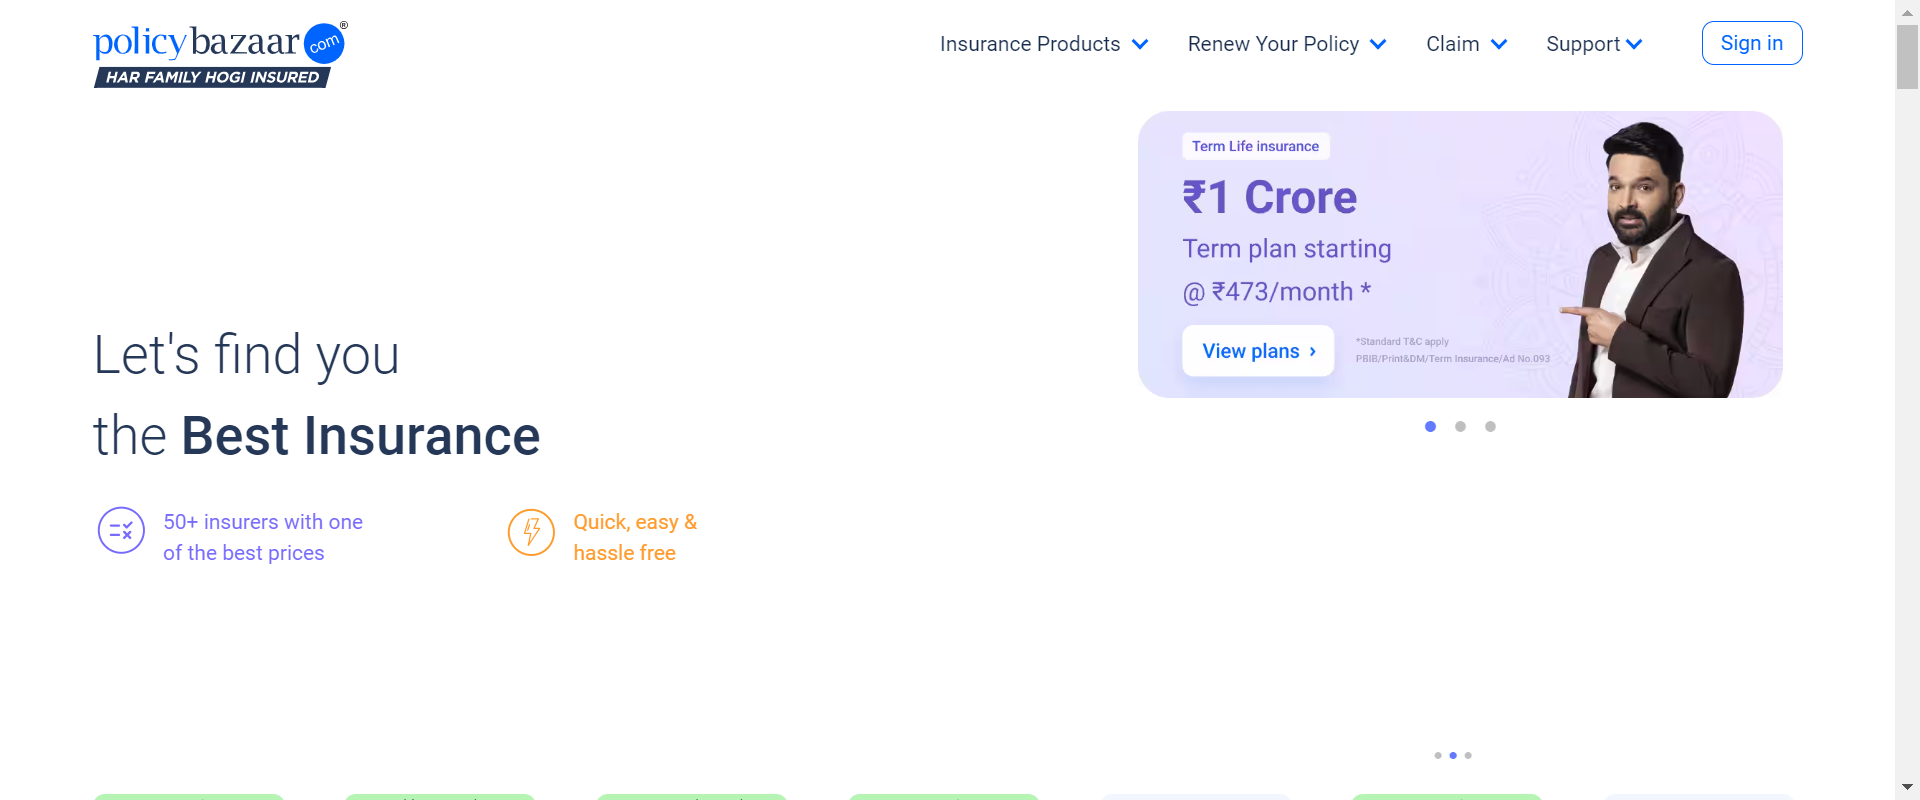 policybazaar com ®
HAR FAMILY HOGI INSURED
Insurance Products
Renew Your Policy
Claim
Support
Sign in
Term Life insurance
₹1 Crore
Term plan starting
@ ₹473/month *
View plans ›
*Standard T&C apply
PBIB/Print&DM/Term Insurance/Ad No.093
Let's find you
the Best Insurance
50+ insurers with one
of the best prices
Quick, easy &
hassle free